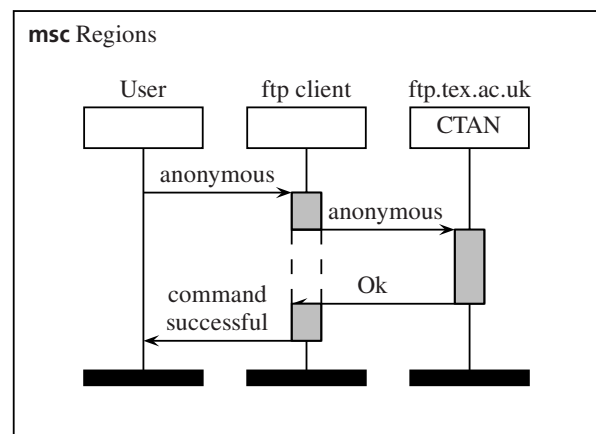 msc Regions
User
ftp client
ftp.tex.ac.uk
CTAN
anonymous
anonymous
Ok
command
successful